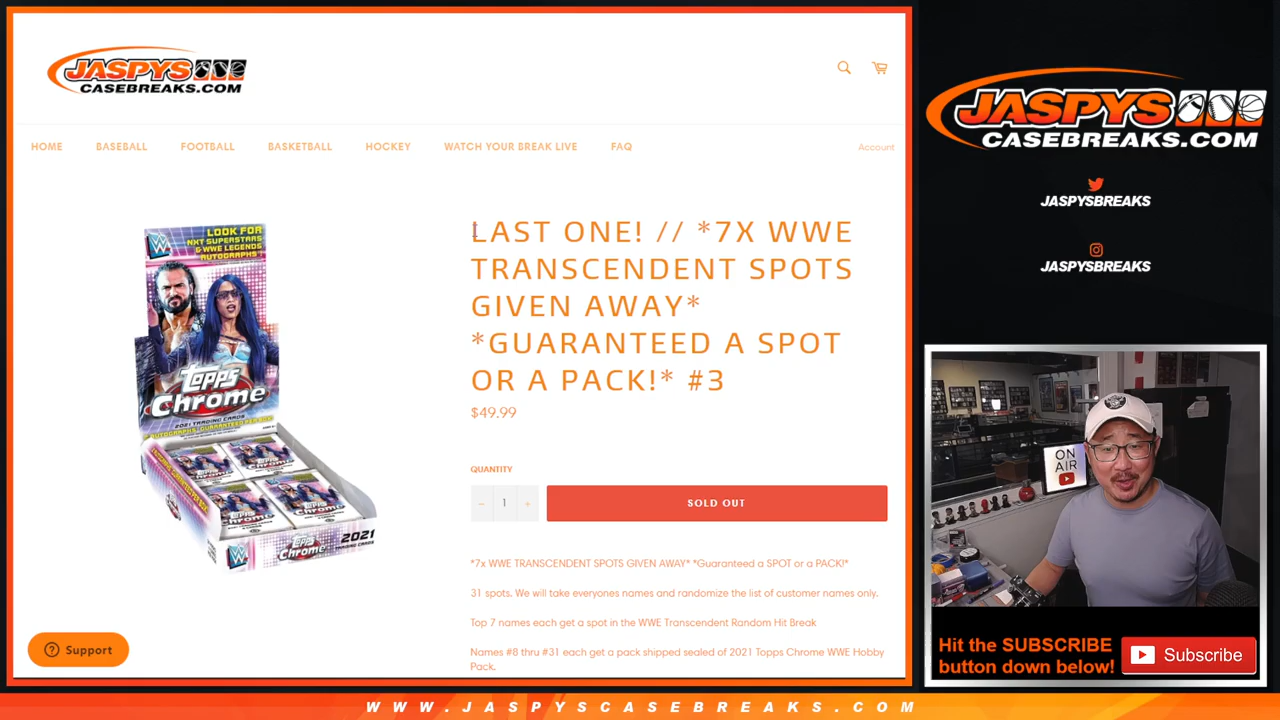 JASPYS
CASEBREAKS.COM
HOME BASEBALL FOOTBALL BASKETBALL HOCKEY WATCH YOUR BREAK LIVE FAQ Account
LOOK FOR
NXT SUPERSTARS
& WWE LEGENDS
AUTOGRAPHS
topps
Chrome
2021 TRADING CARDS
2021
topps
Chrome
LAST ONE! // *7X WWE
TRANSCENDENT SPOTS
GIVEN AWAY*
*GUARANTEED A SPOT
OR A PACK!* #3
$49.99
QUANTITY
− 1 +
SOLD OUT
*7x WWE TRANSCENDENT SPOTS GIVEN AWAY* *Guaranteed a SPOT or a PACK!*
31 spots. We will take everyones names and randomize the list of customer names only.
Top 7 names each get a spot in the WWE Transcendent Random Hit Break
Names #8 thru #31 each get a pack shipped sealed of 2021 Topps Chrome WWE Hobby
Pack.
Support
JASPYS
CASEBREAKS.COM
JASPYSBREAKS
JASPYSBREAKS
ON
AIR
Hit the SUBSCRIBE
button down below!
Subscribe
WWW.JASPYSCASEBREAKS.COM